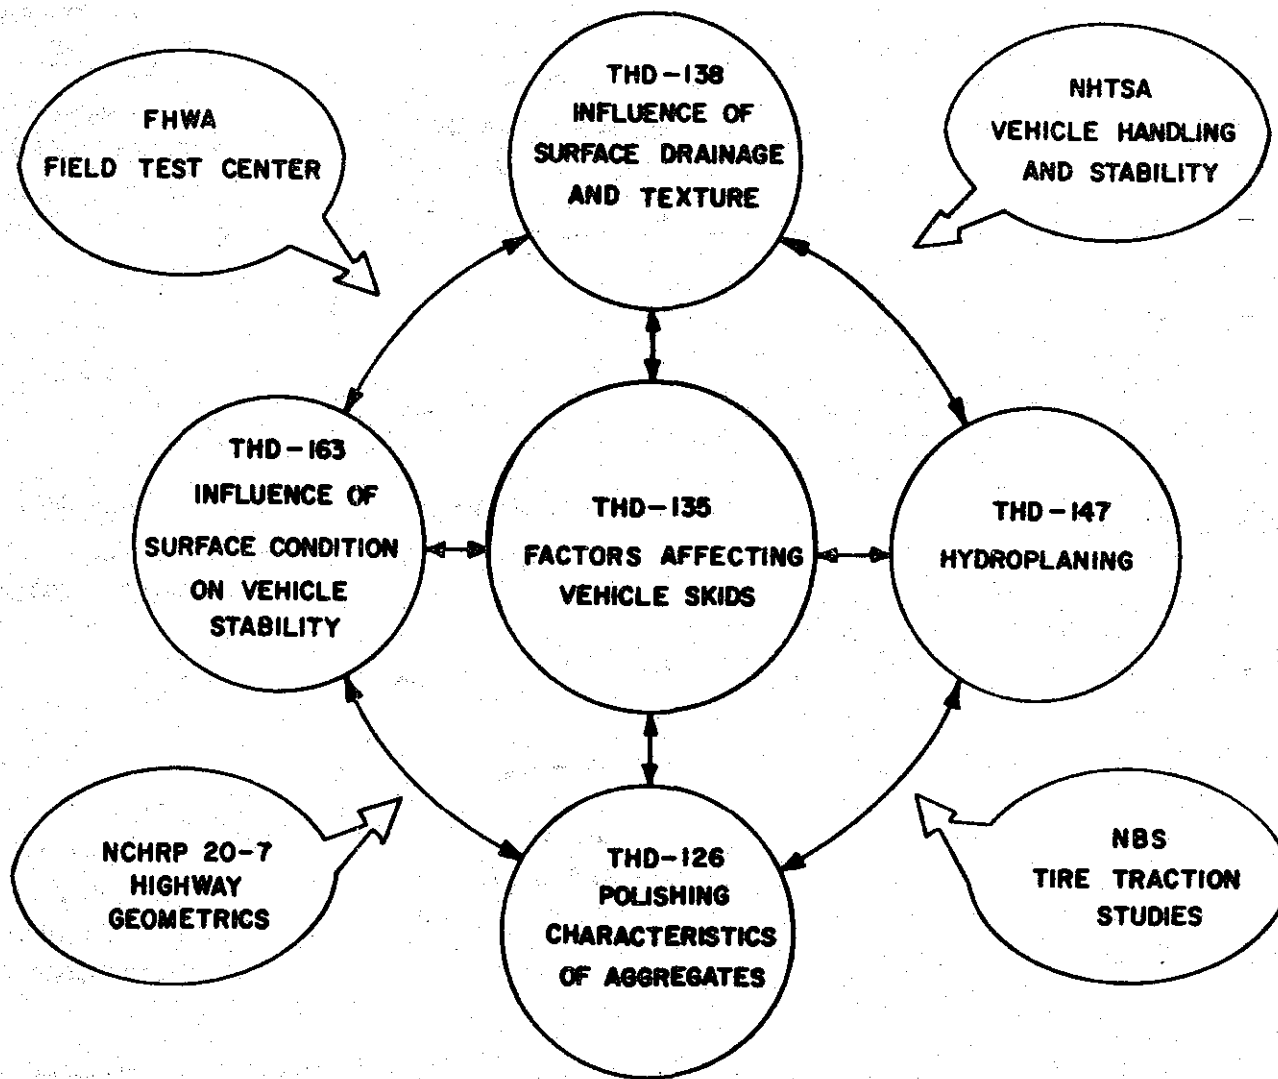 THD-138
INFLUENCE OF
SURFACE DRAINAGE
AND TEXTURE
FHWA
FIELD TEST CENTER
NHTSA
VEHICLE HANDLING
AND STABILITY
THD-163
INFLUENCE OF
SURFACE CONDITION
ON VEHICLE
STABILITY
THD-135
FACTORS AFFECTING
VEHICLE SKIDS
THD-147
HYDROPLANING
NCHRP 20-7
HIGHWAY
GEOMETRICS
THD-126
POLISHING
CHARACTERISTICS
OF AGGREGATES
NBS
TIRE TRACTION
STUDIES